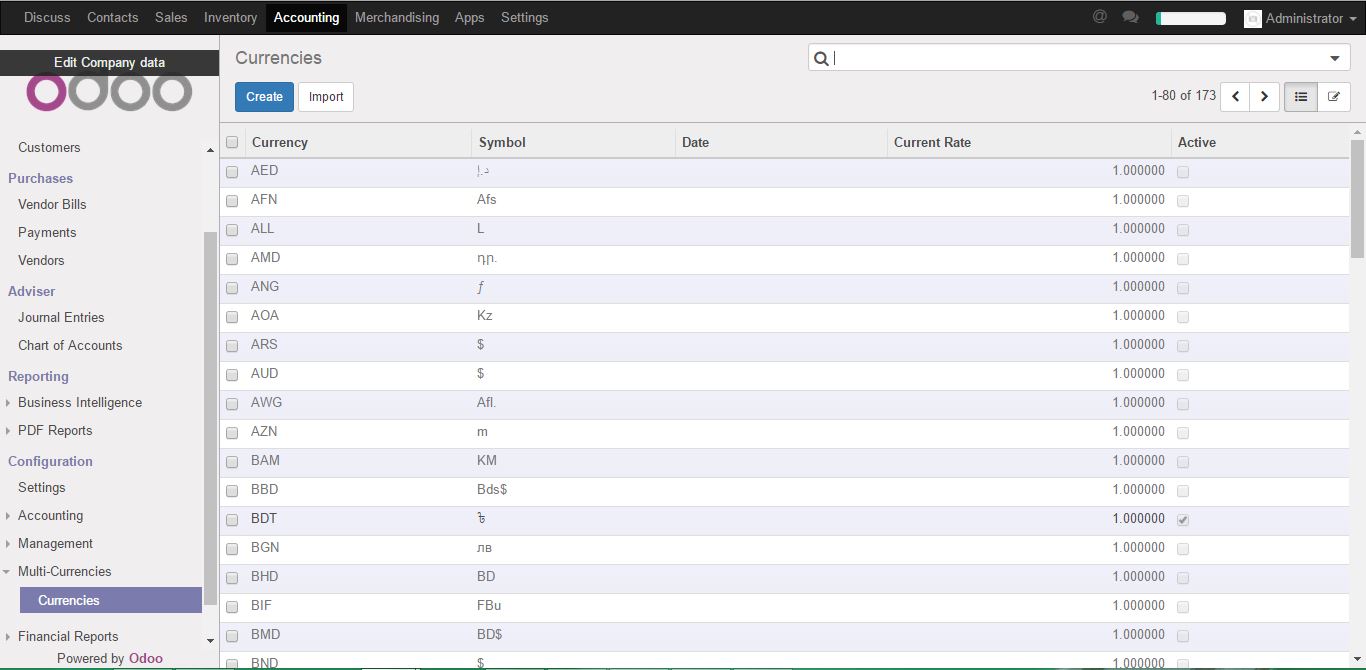 Discuss Contacts Sales Inventory Accounting Merchandising Apps Settings @ Administrator
Edit Company data
odoo
Customers
Purchases
Vendor Bills
Payments
Vendors
Adviser
Journal Entries
Chart of Accounts
Reporting
Business Intelligence
PDF Reports
Configuration
Settings
Accounting
Management
Multi-Currencies
Currencies
Financial Reports
Powered by Odoo
Currencies
Create Import 1-80 of 173
Currency Symbol Date Current Rate Active
AED د.إ 1.000000
AFN Afs 1.000000
ALL L 1.000000
AMD դր. 1.000000
ANG ƒ 1.000000
AOA Kz 1.000000
ARS $ 1.000000
AUD $ 1.000000
AWG Afl. 1.000000
AZN m 1.000000
BAM KM 1.000000
BBD Bds$ 1.000000
BDT ৳ 1.000000
BGN лв 1.000000
BHD BD 1.000000
BIF FBu 1.000000
BMD BD$ 1.000000
BND $ 1.000000